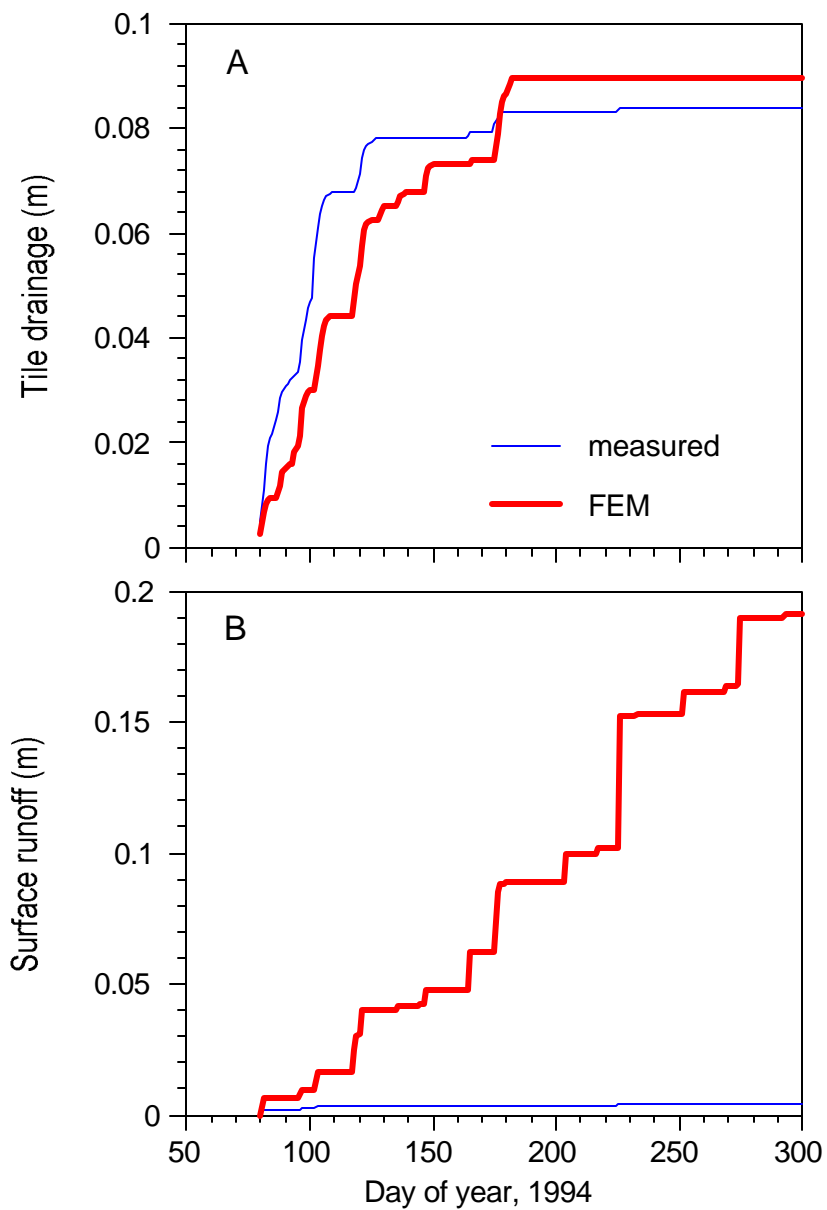 0.1
A
0.08
0.06
0.04
0.02
0
Tile drainage (m)
measured
FEM
0.2
B
0.15
0.1
0.05
0
Surface runoff (m)
50 100 150 200 250 300
Day of year, 1994